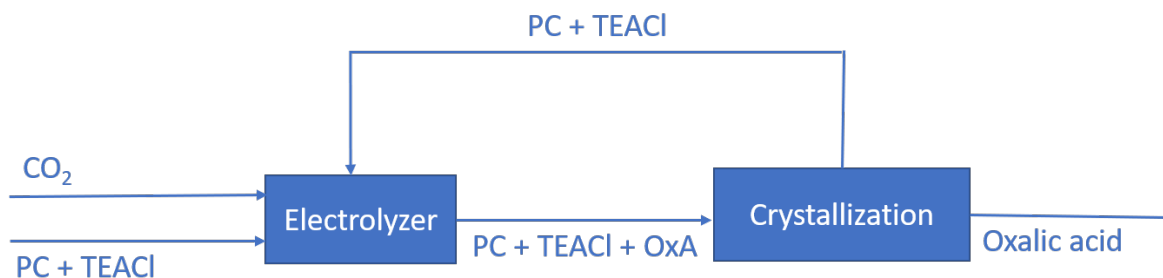 PC + TEACl
CO₂
Electrolyzer
Crystallization
PC + TEACl + OxA
Oxalic acid
PC + TEACl